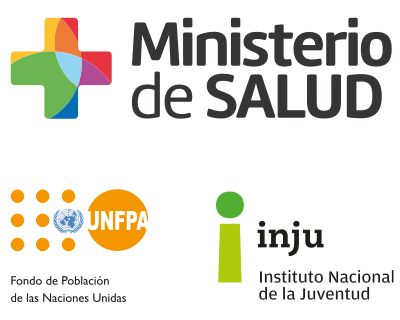 Ministerio
de SALUD
UNFPA
Fondo de Población
de las Naciones Unidas
inju
Instituto Nacional
de la Juventud